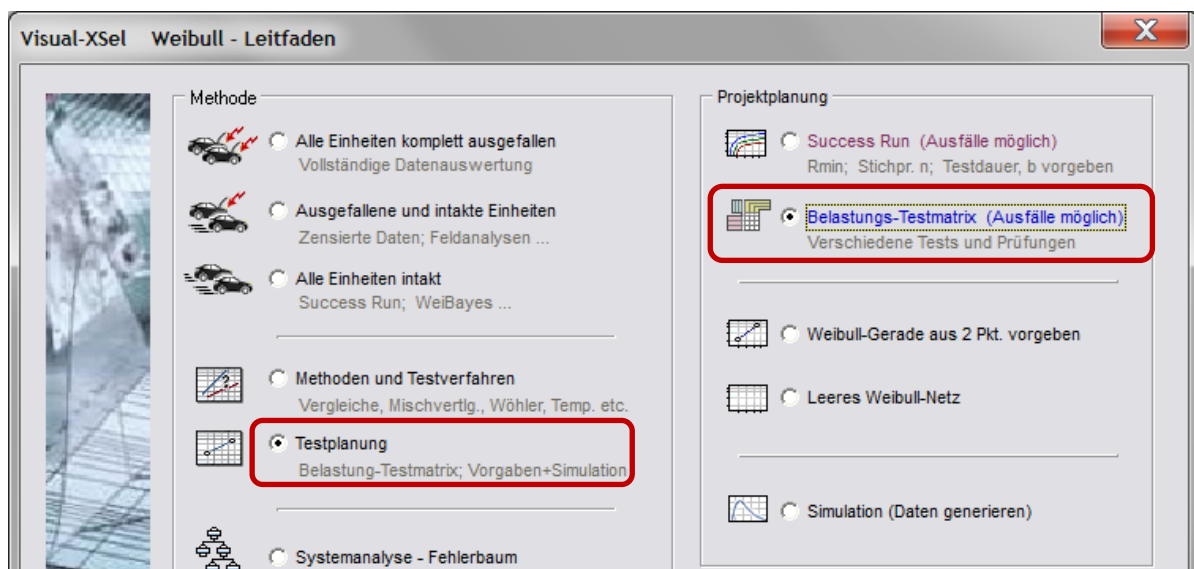 Visual-XSel Weibull - Leitfaden
X
Methode
Alle Einheiten komplett ausgefallen
Vollständige Datenauswertung
Ausgefallene und intakte Einheiten
Zensierte Daten; Feldanalysen ...
Alle Einheiten intakt
Success Run; WeiBayes ...
Methoden und Testverfahren
Vergleiche, Mischvertlg., Wöhler, Temp. etc.
Testplanung
Belastung-Testmatrix; Vorgaben+Simulation
Systemanalyse - Fehlerbaum
Projektplanung
Success Run (Ausfälle möglich)
Rmin; Stichpr. n; Testdauer, b vorgeben
Belastungs-Testmatrix (Ausfälle möglich)
Verschiedene Tests und Prüfungen
Weibull-Gerade aus 2 Pkt. vorgeben
Leeres Weibull-Netz
Simulation (Daten generieren)